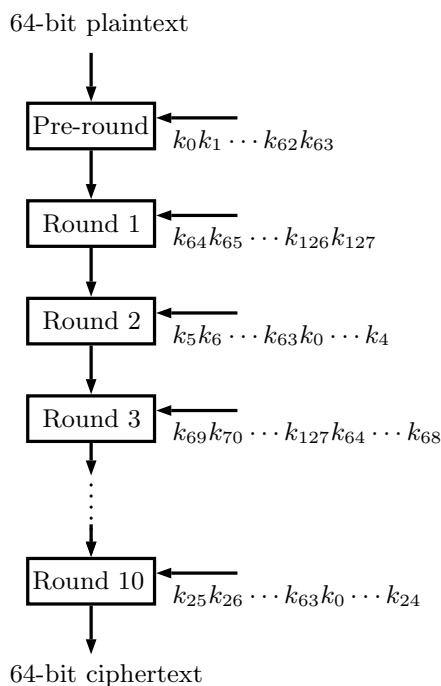 64-bit plaintext
Pre-round
k₀k₁ ⋯ k₆₂k₆₃
Round 1
k₆₄k₆₅ ⋯ k₁₂₆k₁₂₇
Round 2
k₅k₆ ⋯ k₆₃k₀ ⋯ k₄
Round 3
k₆₉k₇₀ ⋯ k₁₂₇k₆₄ ⋯ k₆₈
Round 10
k₂₅k₂₆ ⋯ k₆₃k₀ ⋯ k₂₄
64-bit ciphertext